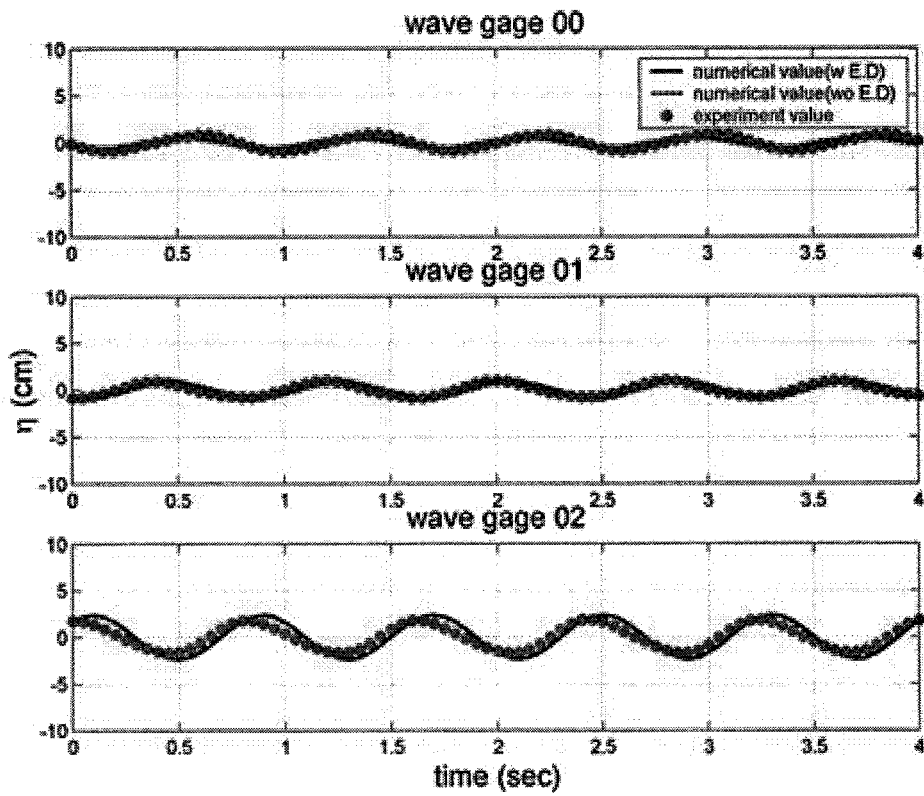 wave gage 00
10
5
0
-5
-10
numerical value(w E.D)
numerical value(wo E.D)
experiment value
0 0.5 1 1.5 2 2.5 3 3.5 4
wave gage 01
10
5
0
-5
-10
η (cm)
0 0.5 1 1.5 2 2.5 3 3.5 4
wave gage 02
10
5
0
-5
-10
0 0.5 1 1.5 2 2.5 3 3.5 4
time (sec)